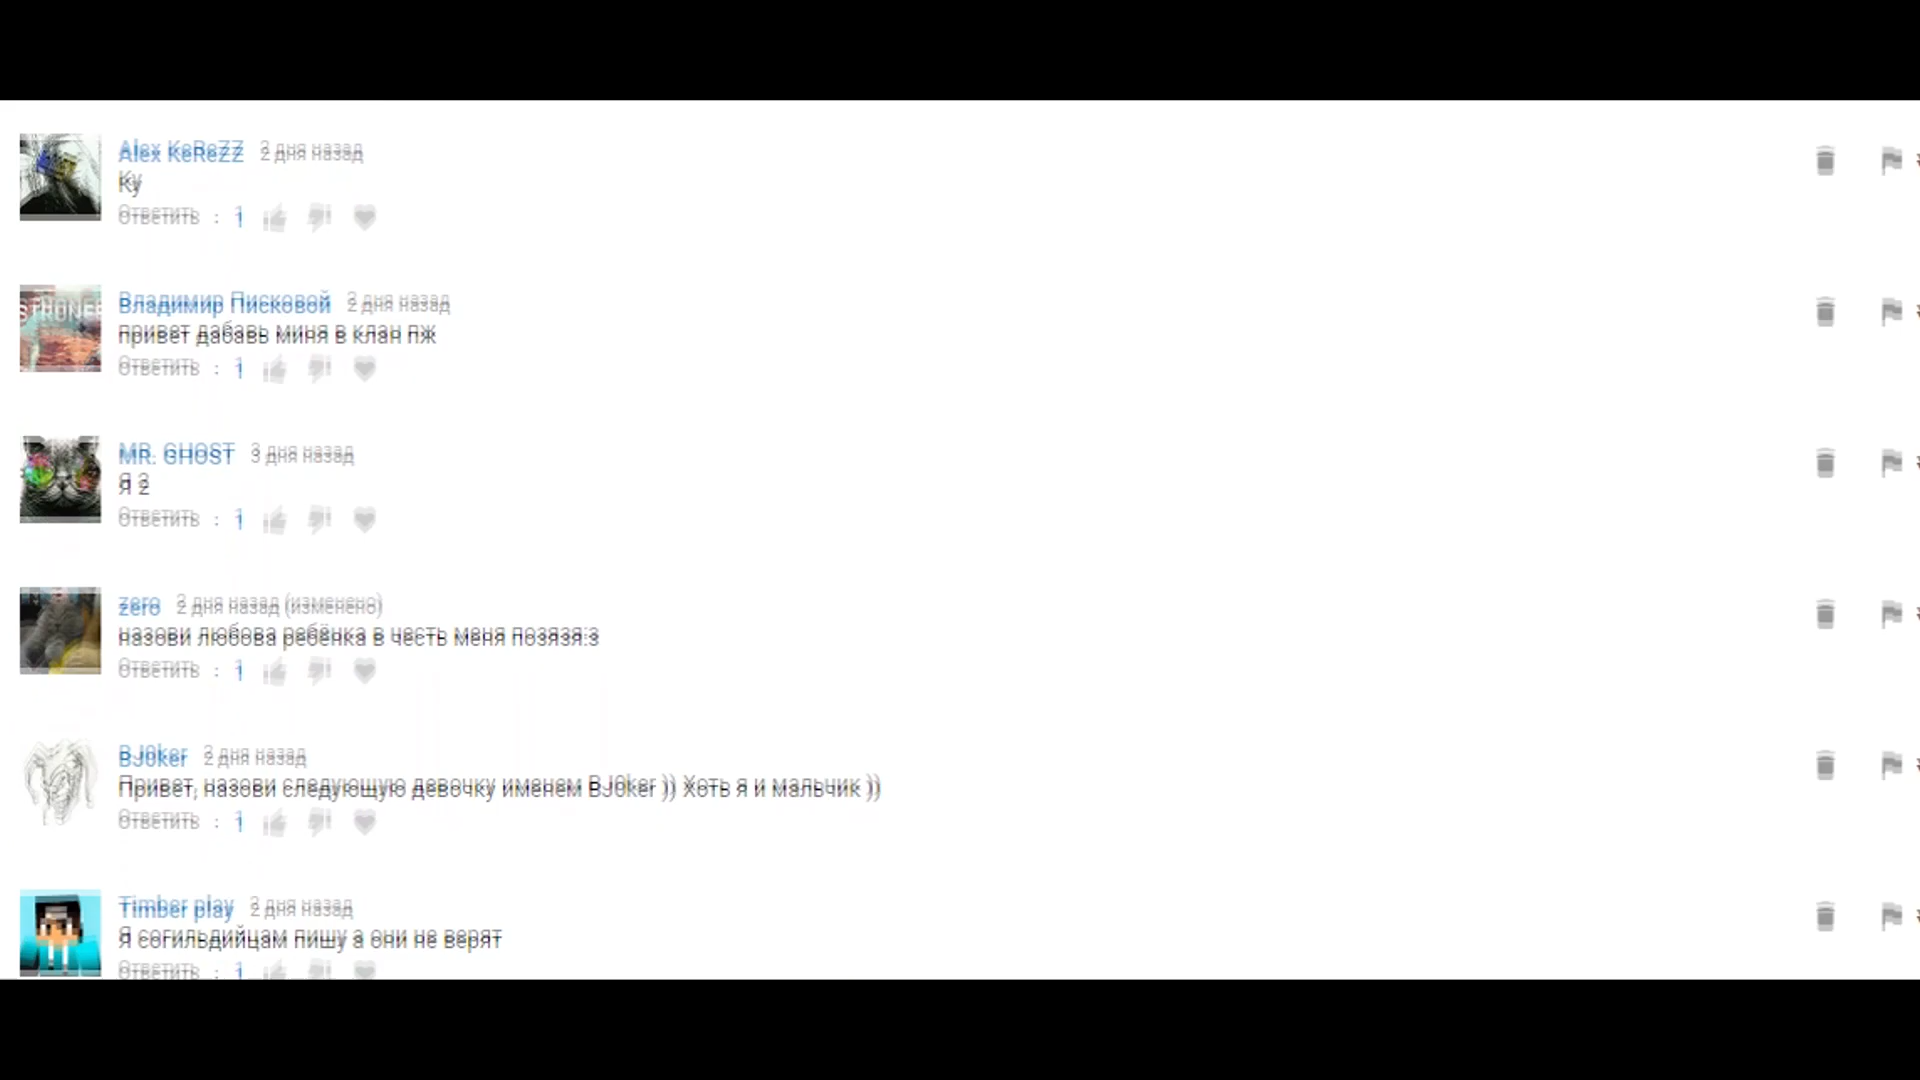 Alex KeReZZ 2 дня назад
Ку
Ответить : 1
STRONE
Владимир Писковой 2 дня назад
привет дабавь миня в клан пж
Ответить : 1
MR. GHOST 3 дня назад
Я 2
Ответить : 1
zero 2 дня назад (изменено)
назови любова ребёнка в честь меня позязя:з
Ответить : 1
BJ0ker 2 дня назад
Привет, назови следующую девочку именем BJ0ker )) Хоть я и мальчик ))
Ответить : 1
Timber play 2 дня назад
Я согильдийцам пишу а они не верят
Ответить : 1